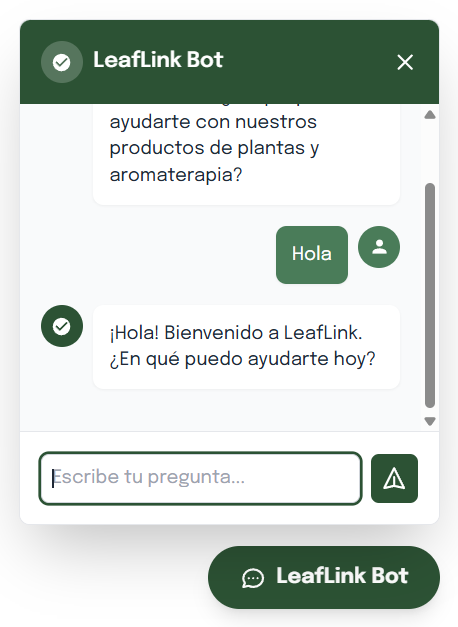 LeafLink Bot
ayudarte con nuestros
productos de plantas y
aromaterapia?
Hola
¡Hola! Bienvenido a LeafLink.
¿En qué puedo ayudarte hoy?
Escribe tu pregunta...
LeafLink Bot